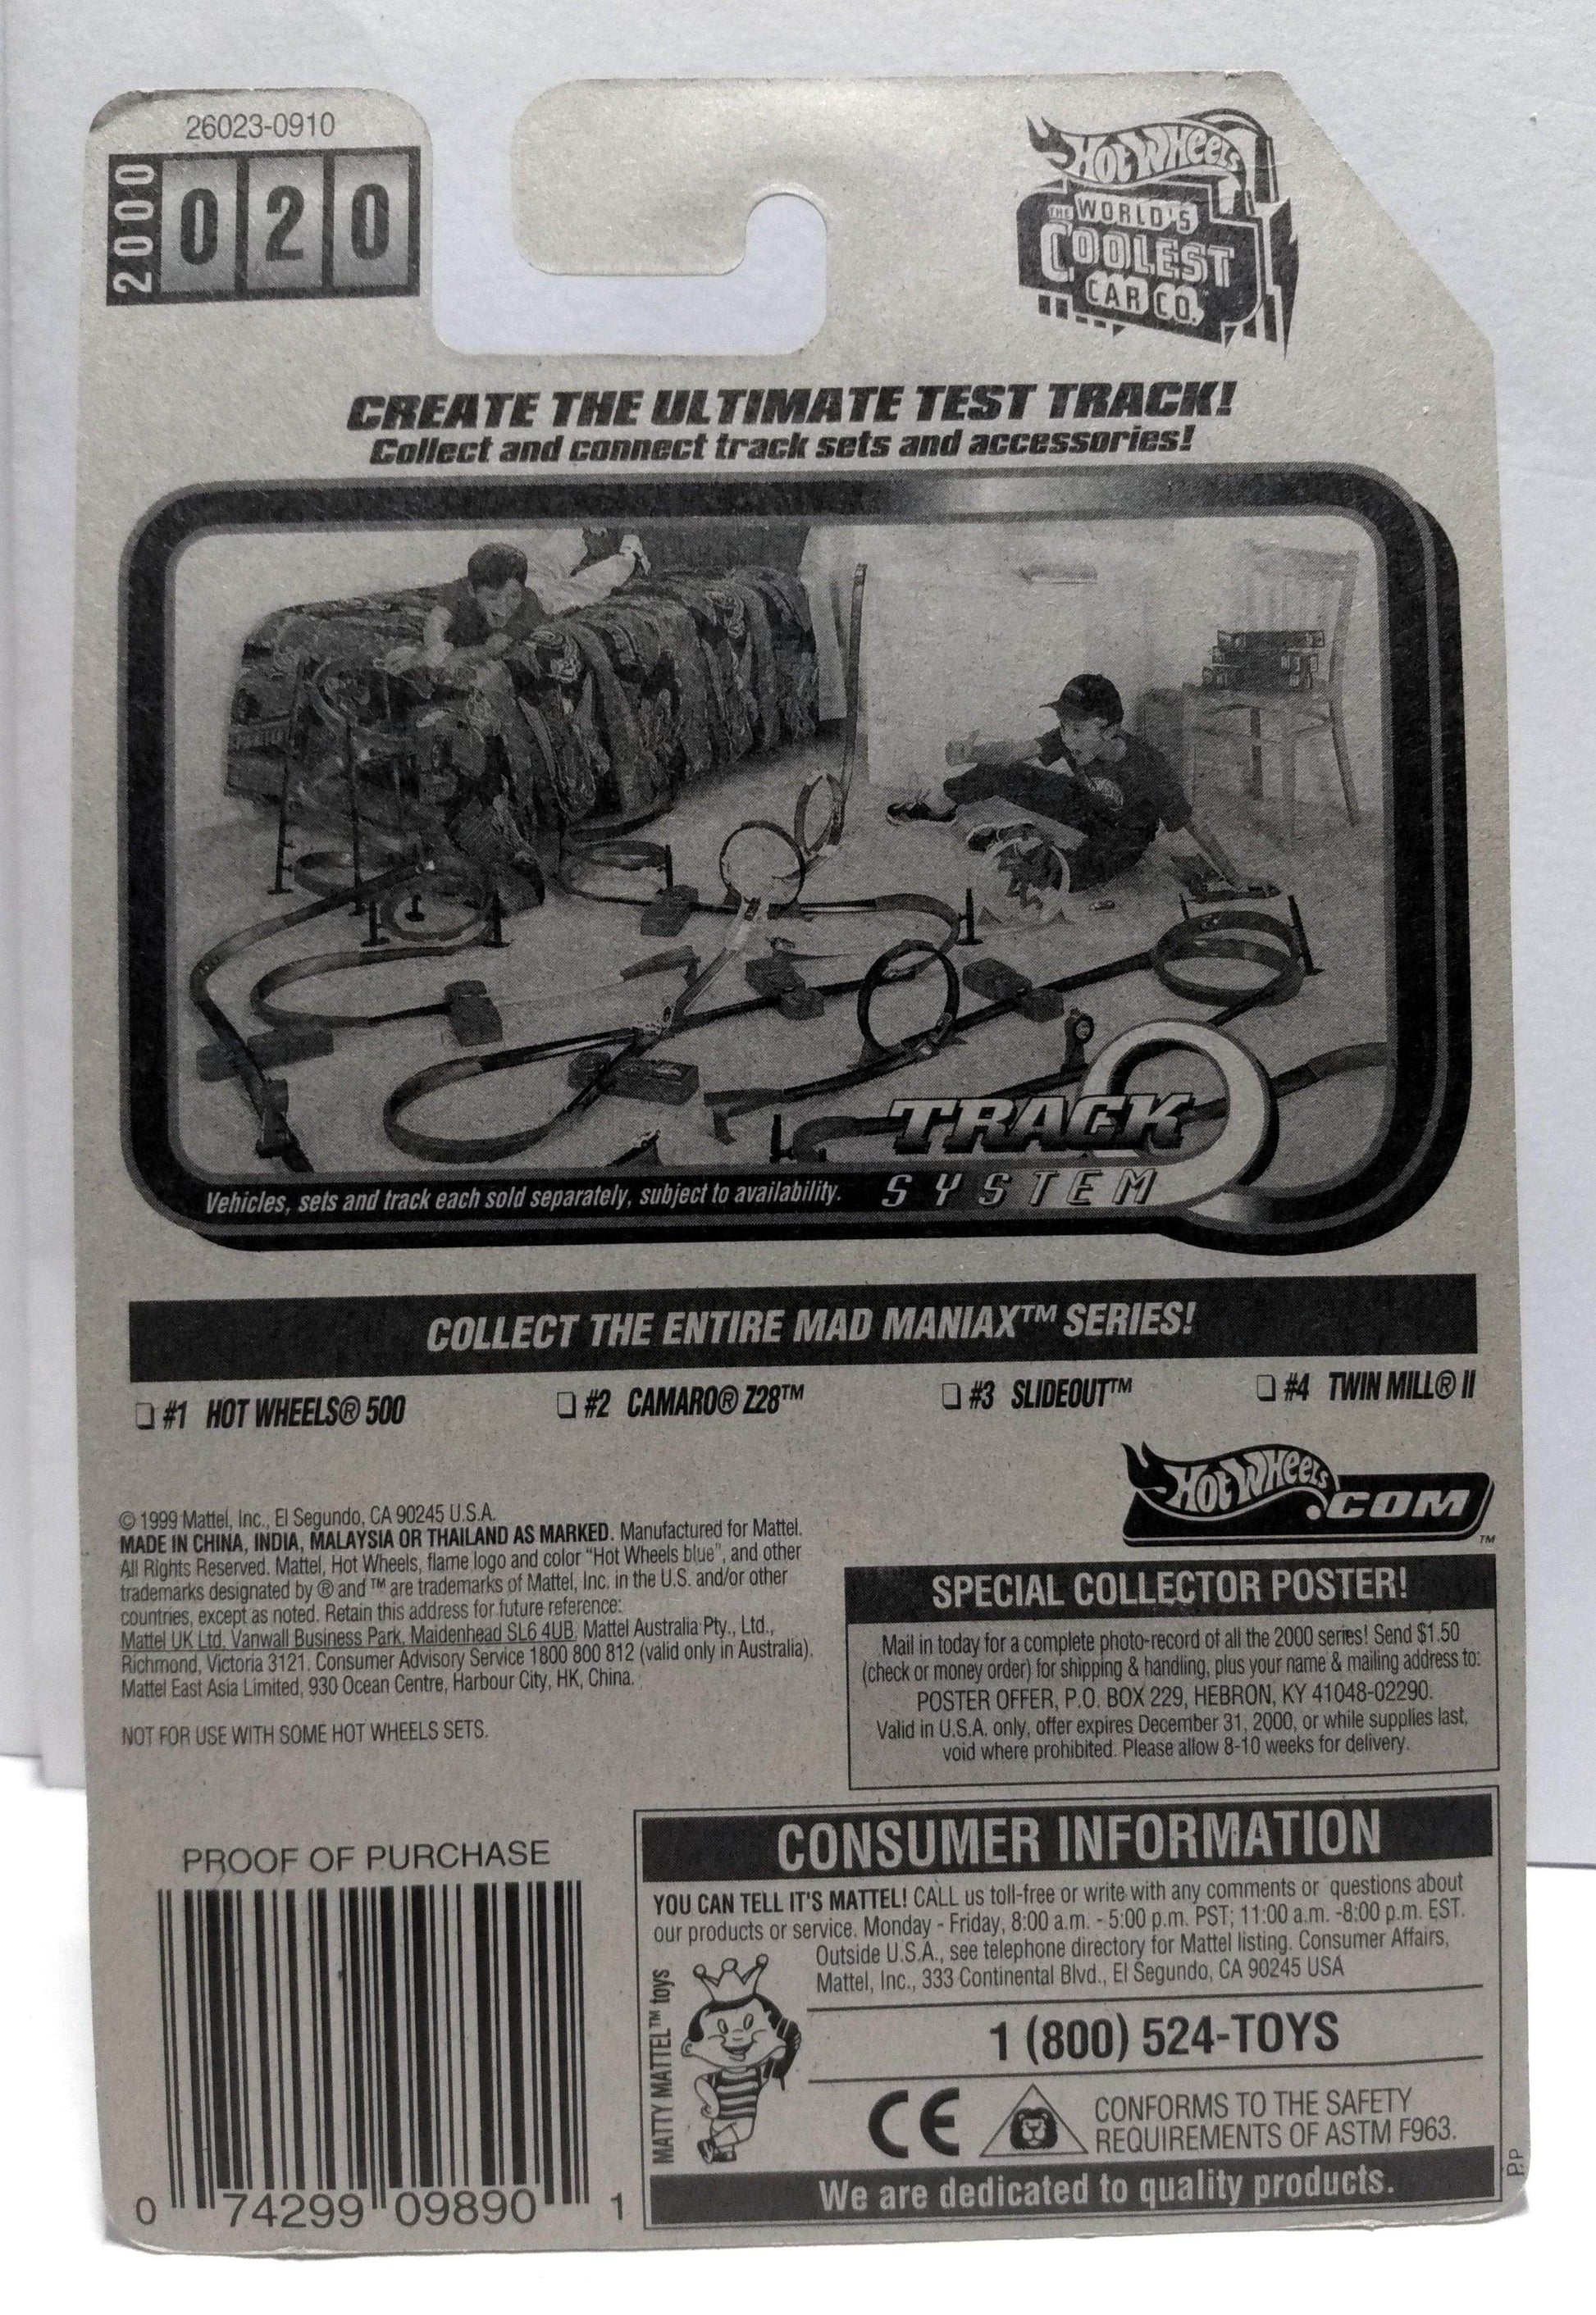 26023-0910
2000 020
HOT WHEELS
THE WORLD'S
COOLEST
CAR CO.™
CREATE THE ULTIMATE TEST TRACK!
Collect and connect track sets and accessories!
TRACK
SYSTEM
Vehicles, sets and track each sold separately, subject to availability.
COLLECT THE ENTIRE MAD MANIAX™ SERIES!
❏ #1 HOT WHEELS® 500 ❏ #2 CAMARO® Z28™ ❏ #3 SLIDEOUT™ ❏ #4 TWIN MILL® II
HOT WHEELS .COM™
© 1999 Mattel, Inc., El Segundo, CA 90245 U.S.A.
MADE IN CHINA, INDIA, MALAYSIA OR THAILAND AS MARKED. Manufactured for Mattel.
All Rights Reserved. Mattel, Hot Wheels, flame logo and color “Hot Wheels blue”, and other
trademarks designated by ® and ™ are trademarks of Mattel, Inc. in the U.S. and/or other
countries, except as noted. Retain this address for future reference:
Mattel UK Ltd, Vanwall Business Park, Maidenhead SL6 4UB. Mattel Australia Pty., Ltd.,
Richmond, Victoria 3121. Consumer Advisory Service 1800 800 812 (valid only in Australia).
Mattel East Asia Limited, 930 Ocean Centre, Harbour City, HK, China.
NOT FOR USE WITH SOME HOT WHEELS SETS.
SPECIAL COLLECTOR POSTER!
Mail in today for a complete photo-record of all the 2000 series! Send $1.50
(check or money order) for shipping & handling, plus your name & mailing address to:
POSTER OFFER, P.O. BOX 229, HEBRON, KY 41048-02290.
Valid in U.S.A. only, offer expires December 31, 2000, or while supplies last,
void where prohibited. Please allow 8-10 weeks for delivery.
PROOF OF PURCHASE
0 74299 09890 1
CONSUMER INFORMATION
YOU CAN TELL IT'S MATTEL! CALL us toll-free or write with any comments or questions about
our products or service. Monday - Friday, 8:00 a.m. - 5:00 p.m. PST; 11:00 a.m. -8:00 p.m. EST.
Outside U.S.A., see telephone directory for Mattel listing. Consumer Affairs,
Mattel, Inc., 333 Continental Blvd., El Segundo, CA 90245 USA
MATTY MATTEL™ toys
1 (800) 524-TOYS
CE
CONFORMS TO THE SAFETY
REQUIREMENTS OF ASTM F963.
We are dedicated to quality products.